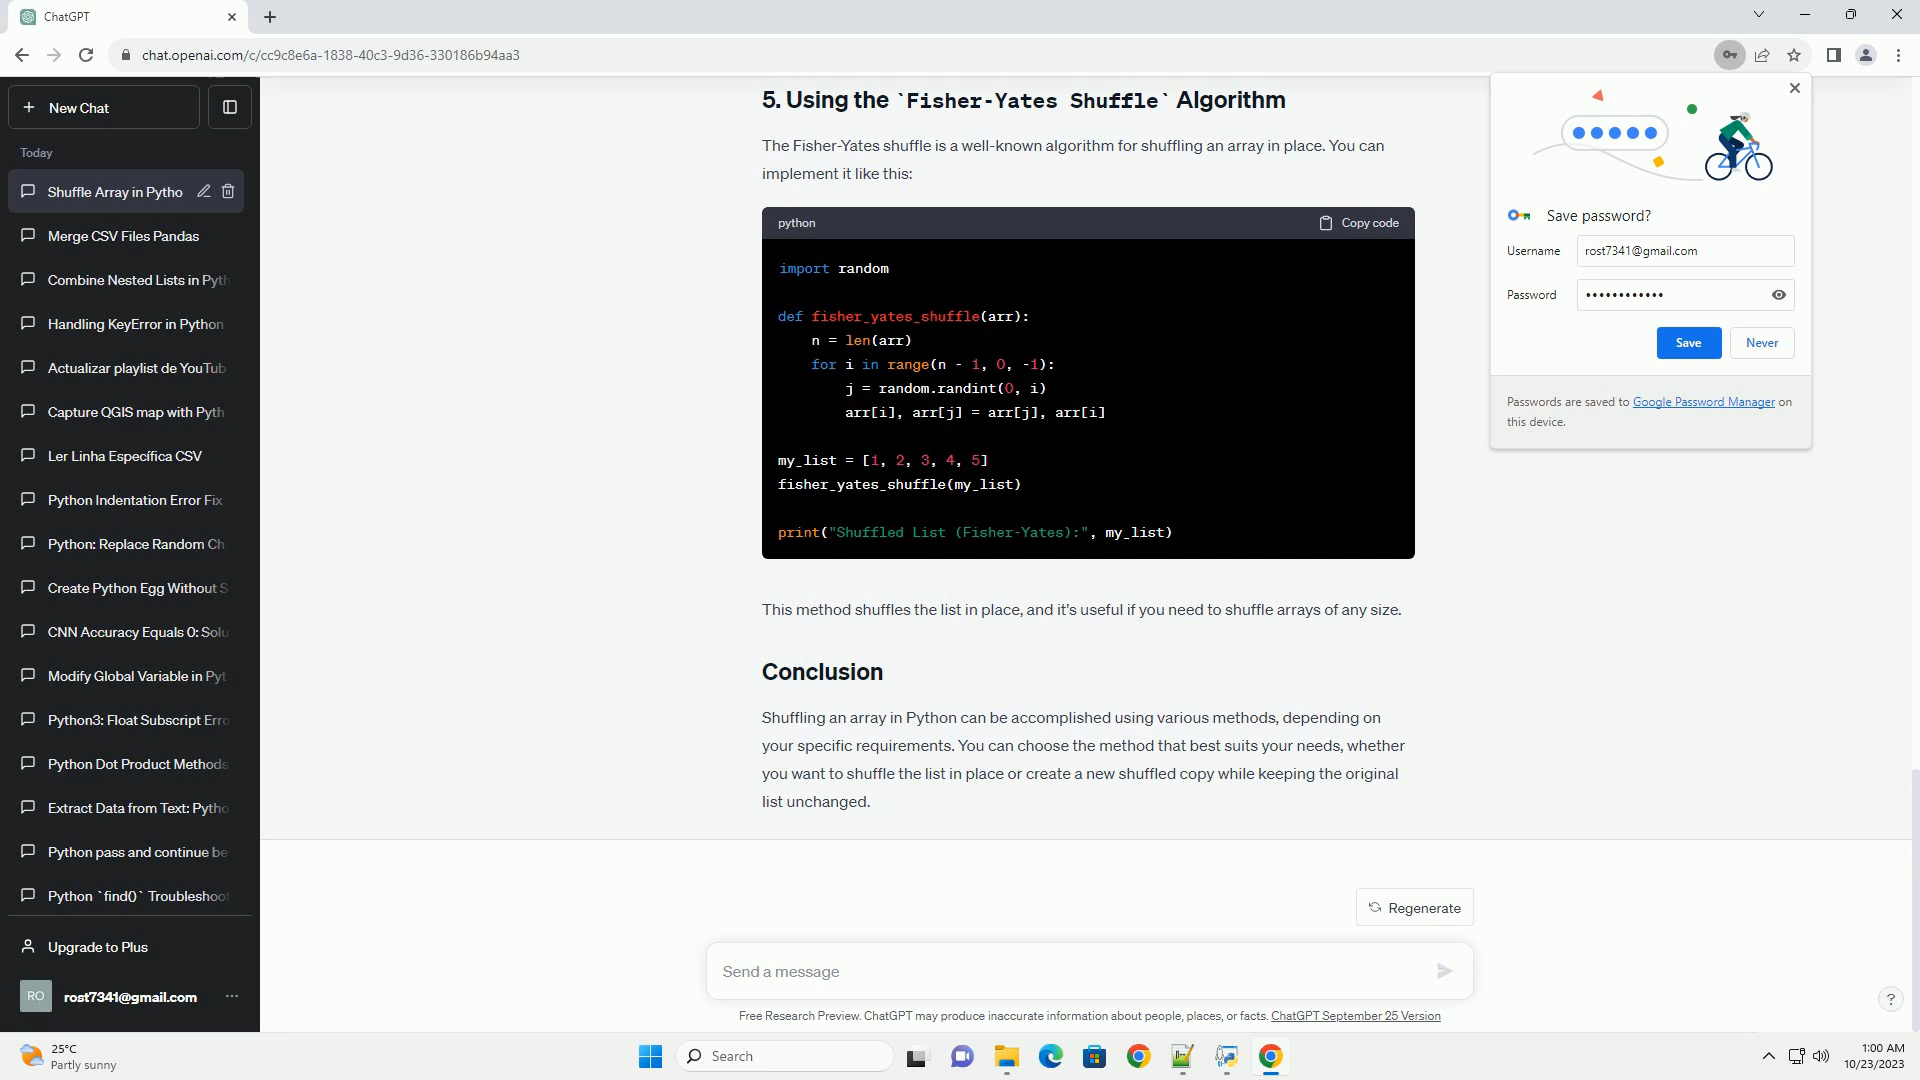 ChatGPT
chat.openai.com/c/cc9c8e6a-1838-40c3-9d36-330186b94aa3
New Chat
Today
Shuffle Array in Pytho
Merge CSV Files Pandas
Combine Nested Lists in Pyth
Handling KeyError in Python
Actualizar playlist de YouTub
Capture QGIS map with Pyth
Ler Linha Específica CSV
Python Indentation Error Fix
Python: Replace Random Ch
Create Python Egg Without S
CNN Accuracy Equals 0: Solu
Modify Global Variable in Pyt
Python3: Float Subscript Erro
Python Dot Product Methods
Extract Data from Text: Pytho
Python pass and continue be
Python `find()` Troubleshoot
Upgrade to Plus
RO rost7341@gmail.com
5. Using the `Fisher-Yates Shuffle` Algorithm
The Fisher-Yates shuffle is a well-known algorithm for shuffling an array in place. You can
implement it like this:
python Copy code
import random
def fisher_yates_shuffle(arr):
n = len(arr)
for i in range(n - 1, 0, -1):
j = random.randint(0, i)
arr[i], arr[j] = arr[j], arr[i]
my_list = [1, 2, 3, 4, 5]
fisher_yates_shuffle(my_list)
print("Shuffled List (Fisher-Yates):", my_list)
This method shuffles the list in place, and it's useful if you need to shuffle arrays of any size.
Conclusion
Shuffling an array in Python can be accomplished using various methods, depending on
your specific requirements. You can choose the method that best suits your needs, whether
you want to shuffle the list in place or create a new shuffled copy while keeping the original
list unchanged.
Regenerate
Send a message
Free Research Preview. ChatGPT may produce inaccurate information about people, places, or facts. ChatGPT September 25 Version
?
Save password?
Username rost7341@gmail.com
Password ••••••••••••
Save Never
Passwords are saved to Google Password Manager on
this device.
25°C
Partly sunny
Search
1:00 AM
10/23/2023